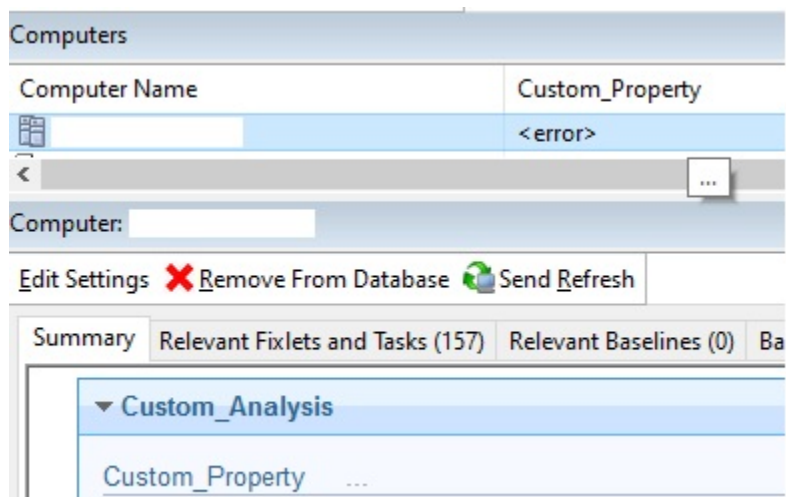 Computers
Computer Name Custom_Property
<error>
...
Computer:
Edit Settings Remove From Database Send Refresh
Summary Relevant Fixlets and Tasks (157) Relevant Baselines (0) Ba
Custom_Analysis
Custom_Property ...